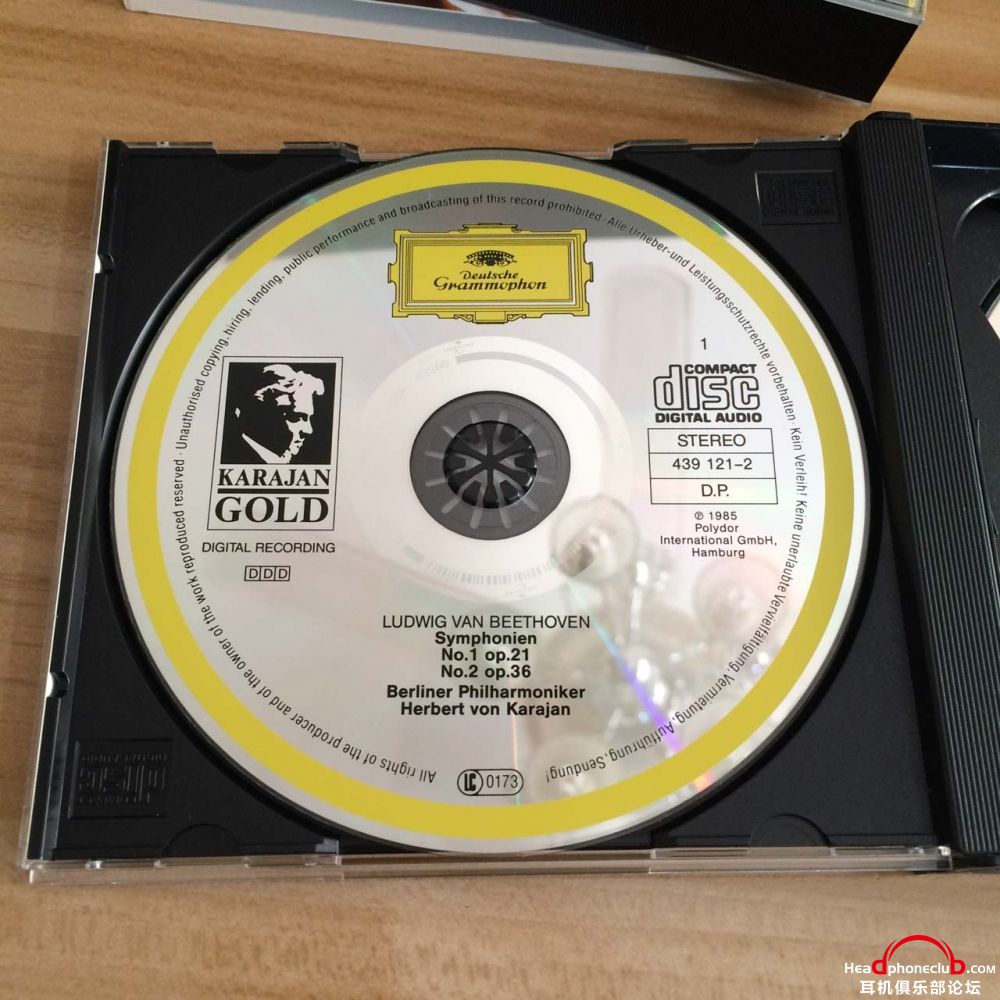 Unauthorised copying, hiring, lending, public performance and broadcasting of this record prohibited · Alle Urheber- und Leistungsschutzrechte vorbehalten · Kein Verleih! Keine unerlaubte Vervielfältigung, Vermietung, Aufführung, Sendung!
All rights of the producer and of the owner of the work reproduced reserved ·
Deutsche
Grammophon
1
COMPACT
disc
DIGITAL AUDIO
STEREO
439 121-2
D.P.
℗ 1985
Polydor
International GmbH,
Hamburg
KARAJAN
GOLD
DIGITAL RECORDING
DDD
LUDWIG VAN BEETHOVEN
Symphonien
No.1 op.21
No.2 op.36
Berliner Philharmoniker
Herbert von Karajan
LC 0173
Headphoneclub.com
耳机俱乐部论坛